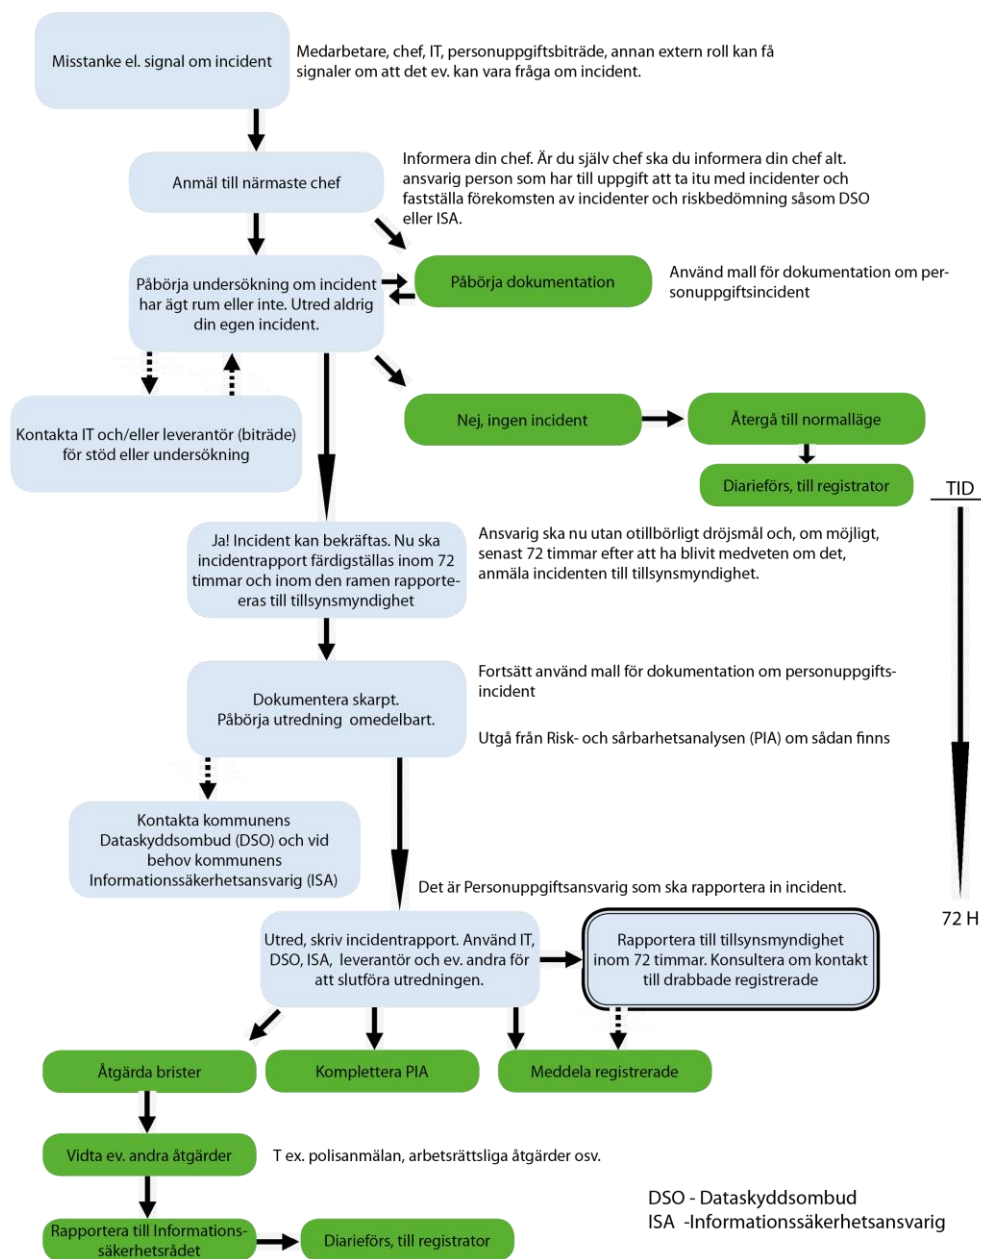 Misstanke el. signal om incident
Medarbetare, chef, IT, personuppgiftsbiträde, annan extern roll kan få
signaler om att det ev. kan vara fråga om incident.
Anmäl till närmaste chef
Informera din chef. Är du själv chef ska du informera din chef alt.
ansvarig person som har till uppgift att ta itu med incidenter och
fastställa förekomsten av incidenter och riskbedömning såsom DSO
eller ISA.
Påbörja undersökning om incident
har ägt rum eller inte. Utred aldrig
din egen incident.
Påbörja dokumentation
Använd mall för dokumentation om per-
sonuppgiftsincident
Kontakta IT och/eller leverantör (biträde)
för stöd eller undersökning
Nej, ingen incident
Återgå till normalläge
Diarieförs, till registrator
TID
Ja! Incident kan bekräftas. Nu ska
incidentrapport färdigställas inom 72
timmar och inom den ramen rapporte-
eras till tillsynsmyndighet
Ansvarig ska nu utan otillbörligt dröjsmål och, om möjligt,
senast 72 timmar efter att ha blivit medveten om det,
anmäla incidenten till tillsynsmyndighet.
Dokumentera skarpt.
Påbörja utredning omedelbart.
Fortsätt använd mall för dokumentation om personuppgifts-
incident
Utgå från Risk- och sårbarhetsanalysen (PIA) om sådan finns
Kontakta kommunens
Dataskyddsombud (DSO) och vid
behov kommunens
Informationssäkerhetsansvarig (ISA)
Det är Personuppgiftsansvarig som ska rapportera in incident.
72 H
Utred, skriv incidentrapport. Använd IT,
DSO, ISA, leverantör och ev. andra för
att slutföra utredningen.
Rapportera till tillsynsmyndighet
inom 72 timmar. Konsultera om kontakt
till drabbade registrerade
Åtgärda brister
Komplettera PIA
Meddela registrerade
Vidta ev. andra åtgärder
T ex. polisanmälan, arbetsrättsliga åtgärder osv.
Rapportera till Informations-
säkerhetsrådet
Diarieförs, till registrator
DSO - Dataskyddsombud
ISA -Informationssäkerhetsansvarig